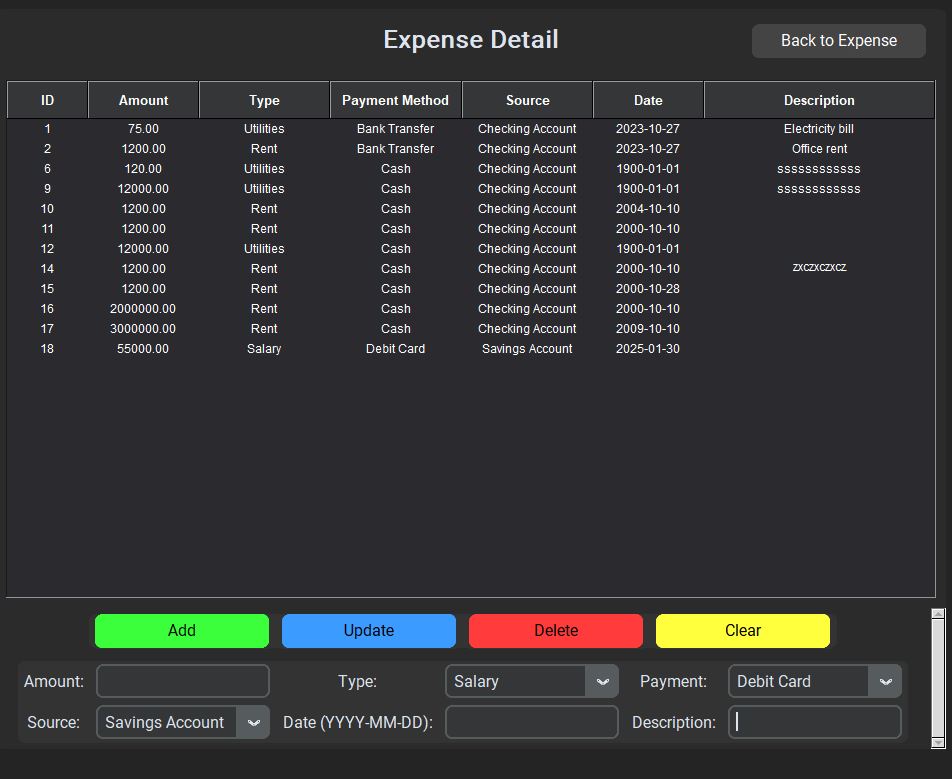 Expense Detail
Back to Expense
ID Amount Type Payment Method Source Date Description
1 75.00 Utilities Bank Transfer Checking Account 2023-10-27 Electricity bill
2 1200.00 Rent Bank Transfer Checking Account 2023-10-27 Office rent
6 120.00 Utilities Cash Checking Account 1900-01-01 ssssssssssss
9 12000.00 Utilities Cash Checking Account 1900-01-01 ssssssssssss
10 1200.00 Rent Cash Checking Account 2004-10-10
11 1200.00 Rent Cash Checking Account 2000-10-10
12 12000.00 Utilities Cash Checking Account 1900-01-01
14 1200.00 Rent Cash Checking Account 2000-10-10 zxczxczxcz
15 1200.00 Rent Cash Checking Account 2000-10-28
16 2000000.00 Rent Cash Checking Account 2000-10-10
17 3000000.00 Rent Cash Checking Account 2009-10-10
18 55000.00 Salary Debit Card Savings Account 2025-01-30
Add Update Delete Clear
Amount: Type: Salary Payment: Debit Card
Source: Savings Account Date (YYYY-MM-DD): Description: